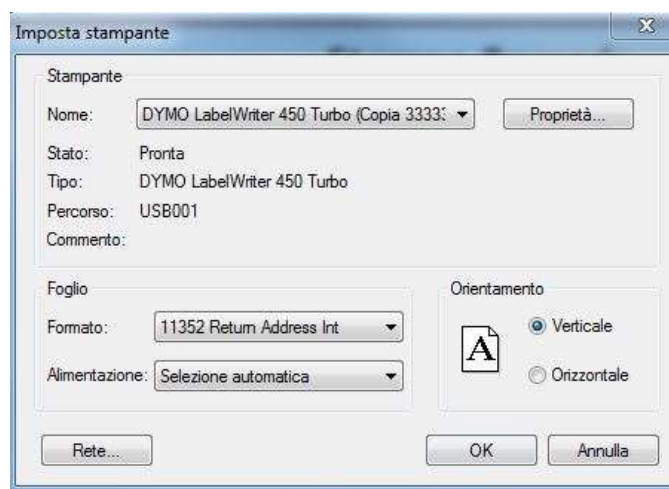 Imposta stampante
X
Stampante
Nome: DYMO LabelWriter 450 Turbo (Copia 33333 Proprietà...
Stato: Pronta
Tipo: DYMO LabelWriter 450 Turbo
Percorso: USB001
Commento:
Foglio
Formato: 11352 Return Address Int
Alimentazione: Selezione automatica
Orientamento
A
Verticale
Orizzontale
Rete... OK Annulla